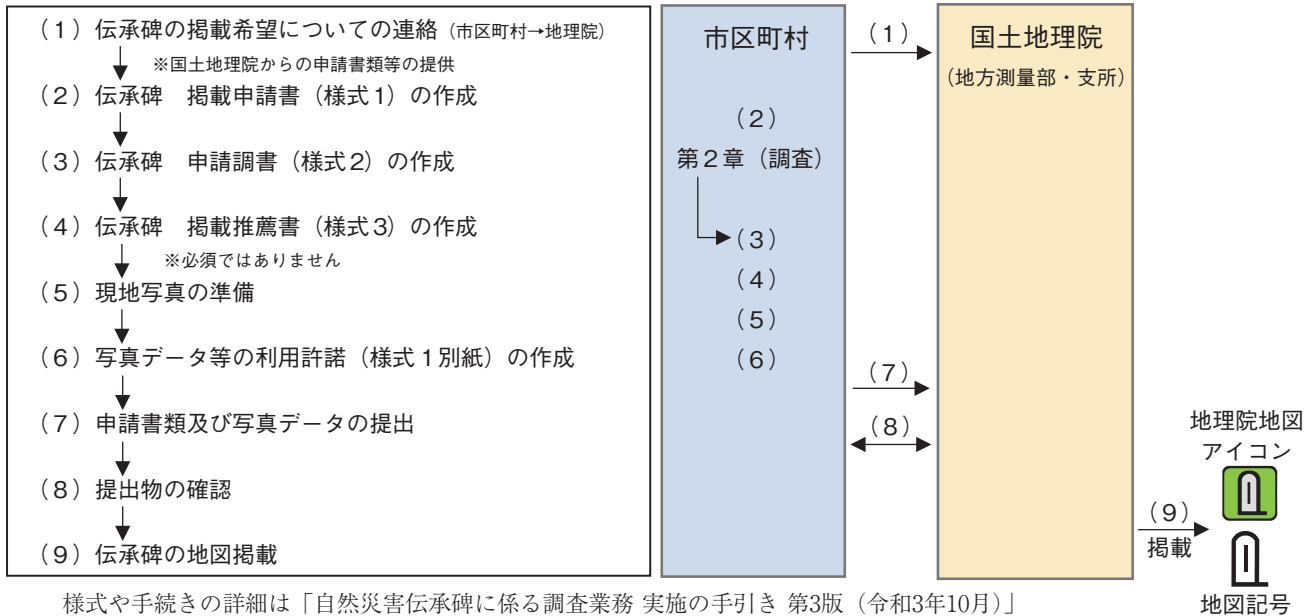 （1）伝承碑の掲載希望についての連絡（市区町村→地理院）
※国土地理院からの申請書類等の提供
（2）伝承碑　掲載申請書（様式1）の作成
（3）伝承碑　申請調書（様式2）の作成
（4）伝承碑　掲載推薦書（様式3）の作成
※必須ではありません
（5）現地写真の準備
（6）写真データ等の利用許諾（様式1別紙）の作成
（7）申請書類及び写真データの提出
（8）提出物の確認
（9）伝承碑の地図掲載
市区町村
（2）
第2章（調査）
（3）
（4）
（5）
（6）
（1）
（7）
（8）
国土地理院
（地方測量部・支所）
（9）
掲載
地理院地図
アイコン
地図記号
様式や手続きの詳細は「自然災害伝承碑に係る調査業務 実施の手引き 第3版（令和3年10月）」